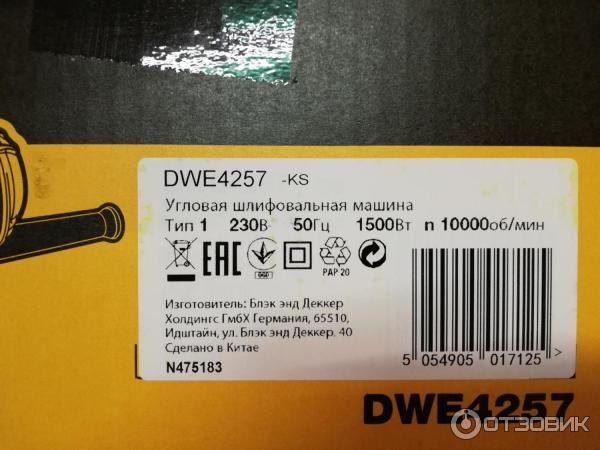 DWE4257 -KS
Угловая шлифовальная машина
Тип 1 230В 50Гц 1500Вт n 10000об/мин
EAC
PAP 20
Изготовитель: Блэк энд Деккер
Холдингс ГмбХ Германия, 65510,
Идштайн, ул. Блэк энд Деккер. 40
Сделано в Китае
N475183
5 054905 017125 >
DWE4257
ОТЗОВИК